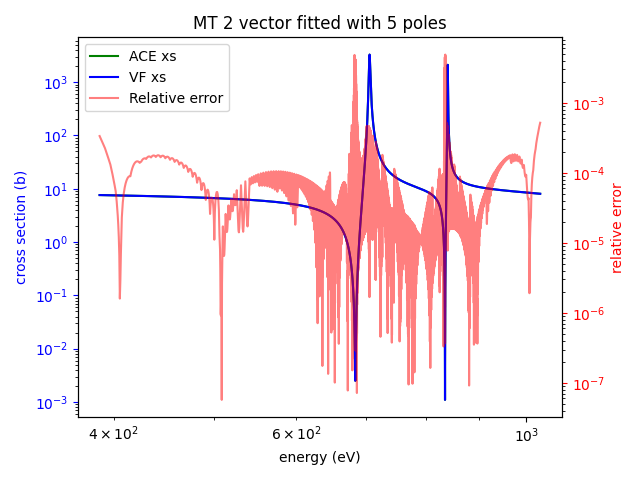 MT 2 vector fitted with 5 poles
ACE xs
VF xs
Relative error
cross section (b)
10³
10²
10¹
10⁰
10⁻¹
10⁻²
10⁻³
10⁻³
10⁻⁴
10⁻⁵
10⁻⁶
10⁻⁷
relative error
4 × 10² 6 × 10² 10³
energy (eV)